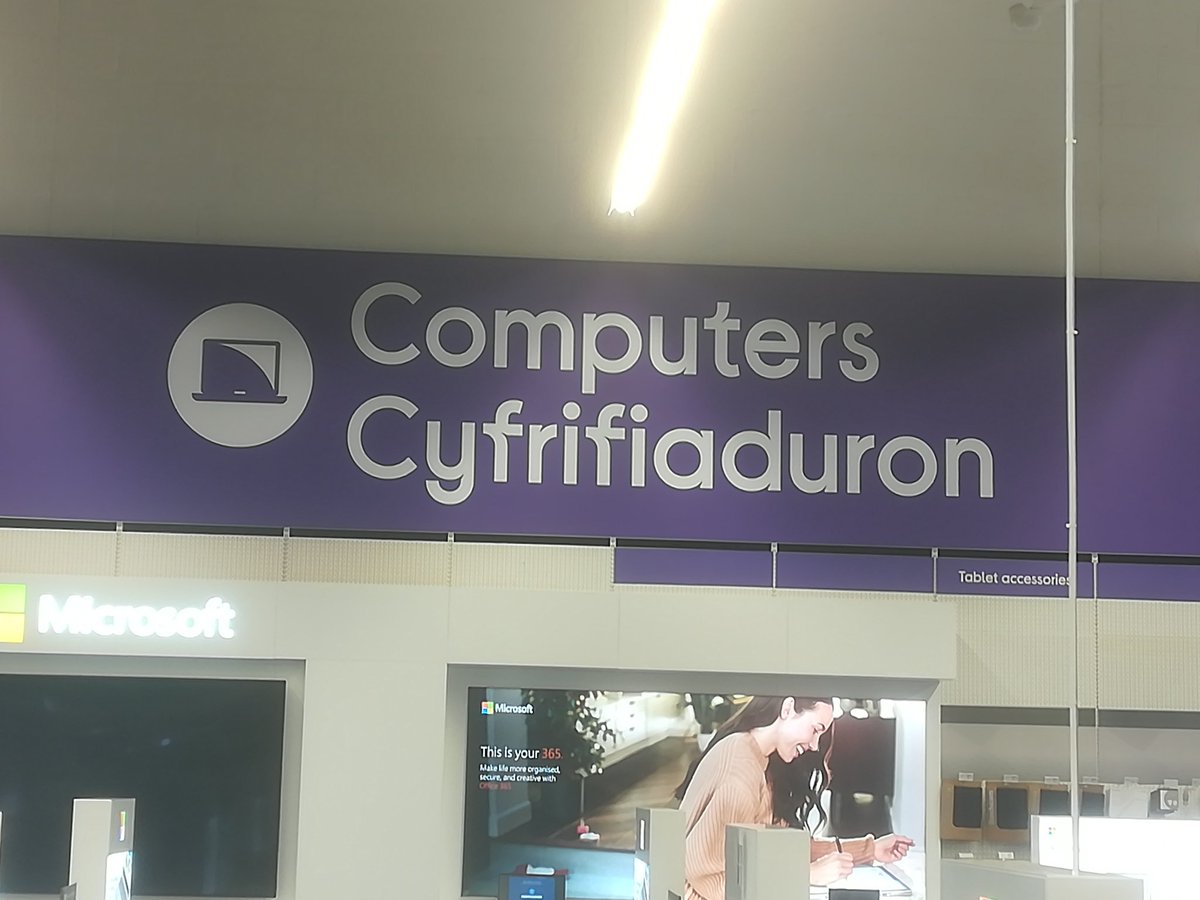 Computers
Cyfrifiaduron
Tablet accessories
Microsoft
Microsoft
This is your 365.
Make life more organised,
secure, and creative with
Office 365